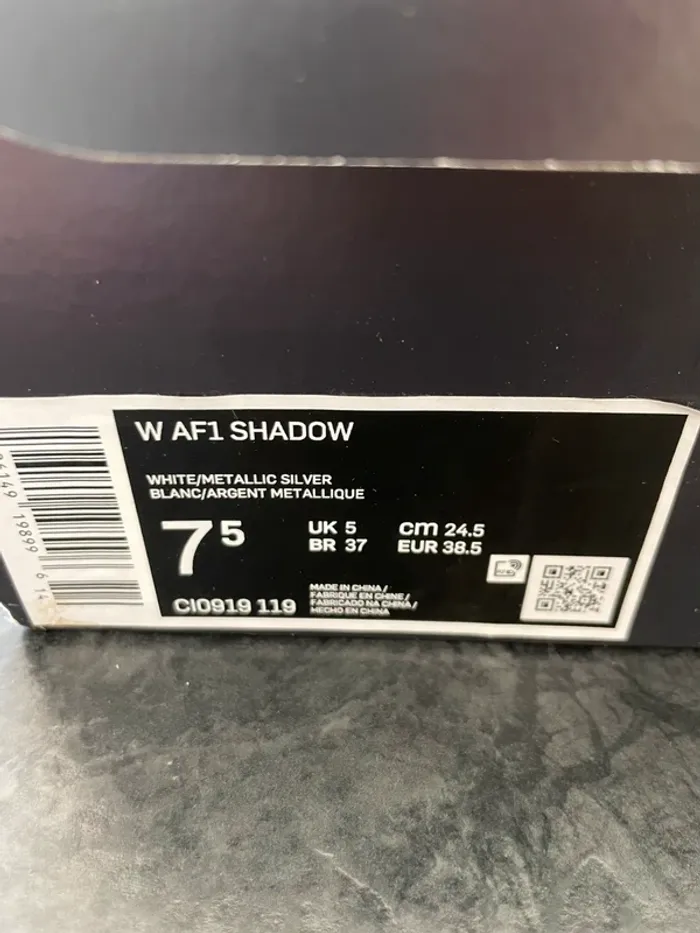 W AF1 SHADOW
WHITE/METALLIC SILVER
BLANC/ARGENT METALLIQUE
7 5
UK 5 cm 24.5
BR 37 EUR 38.5
CI0919 119
MADE IN CHINA /
FABRIQUE EN CHINE /
FABRICADO NA CHINA /
HECHO EN CHINA
19899